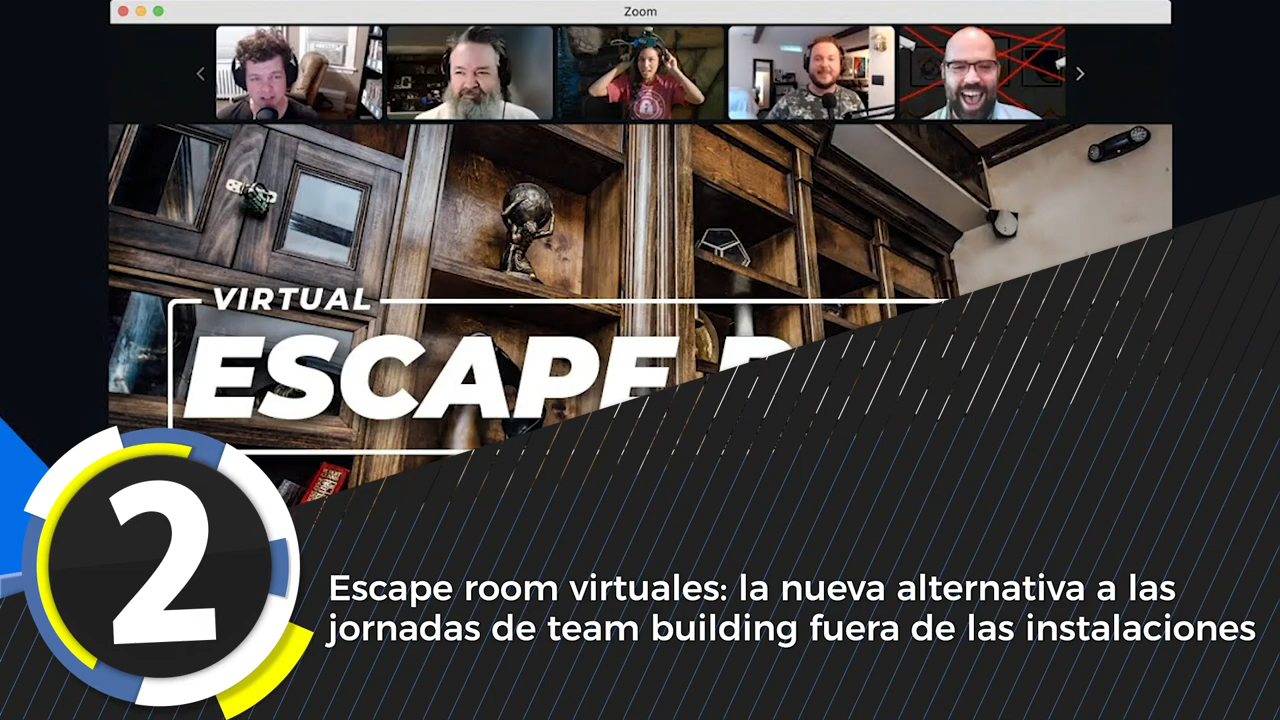 Zoom
VIRTUAL
ESCAPE
2
Escape room virtuales: la nueva alternativa a las
jornadas de team building fuera de las instalaciones